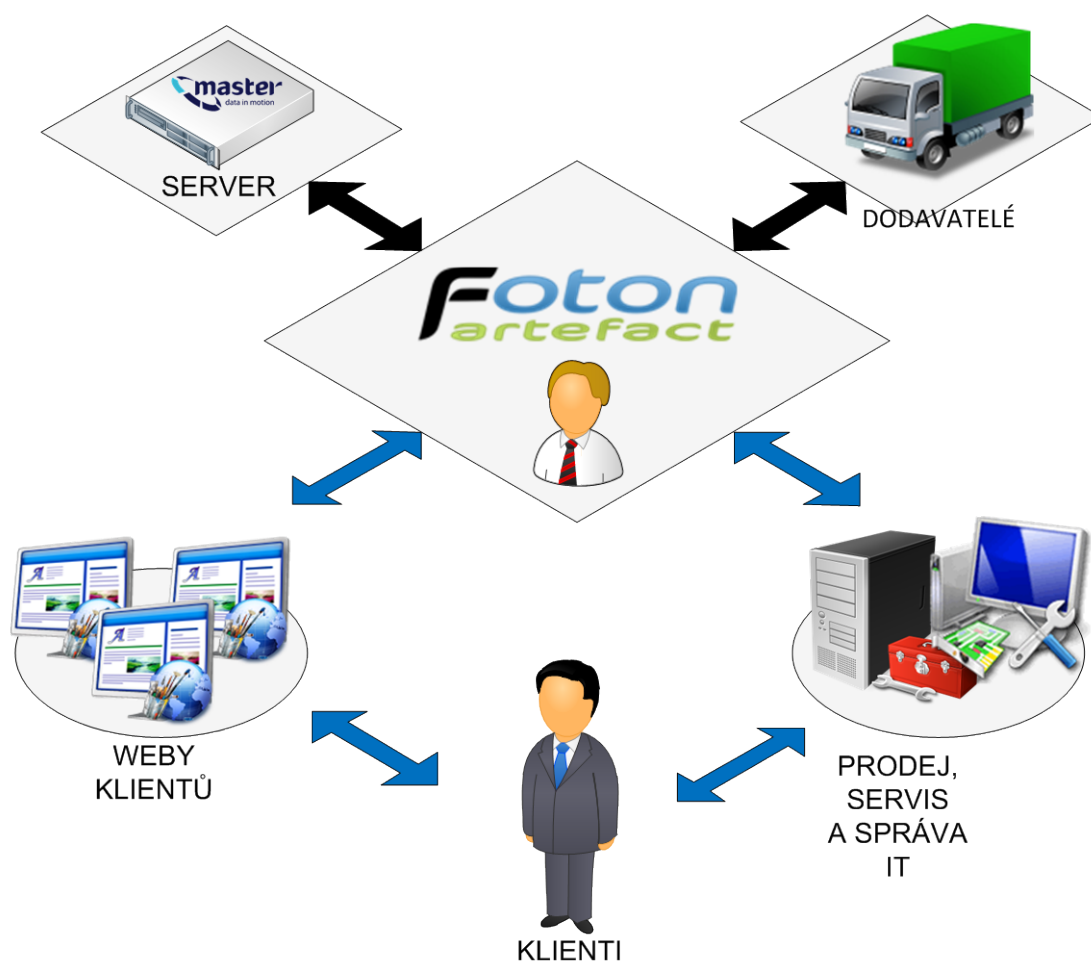 master
data in motion
SERVER
DODAVATELÉ
Foton
artefact
WEBY
KLIENTŮ
PRODEJ,
SERVIS
A SPRÁVA
IT
KLIENTI